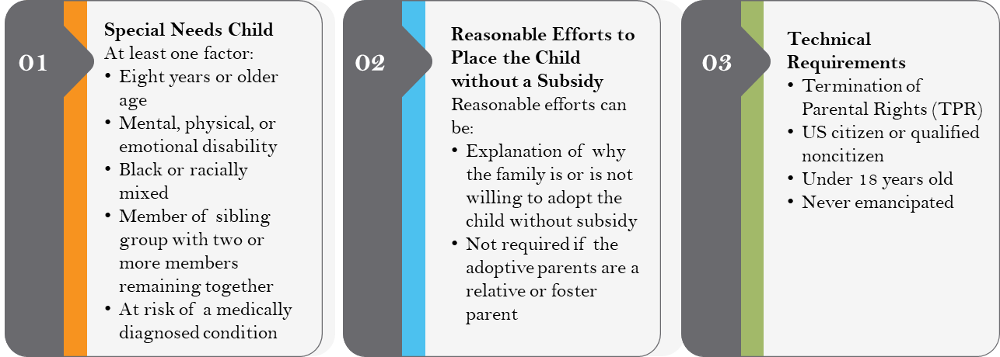 01
Special Needs Child
At least one factor:
• Eight years or older
age
• Mental, physical, or
emotional disability
• Black or racially
mixed
• Member of sibling
group with two or
more members
remaining together
• At risk of a medically
diagnosed condition
02
Reasonable Efforts to
Place the Child
without a Subsidy
Reasonable efforts can
be:
• Explanation of why
the family is or is not
willing to adopt the
child without subsidy
• Not required if the
adoptive parents are a
relative or foster
parent
03
Technical
Requirements
• Termination of
Parental Rights (TPR)
• US citizen or qualified
noncitizen
• Under 18 years old
• Never emancipated